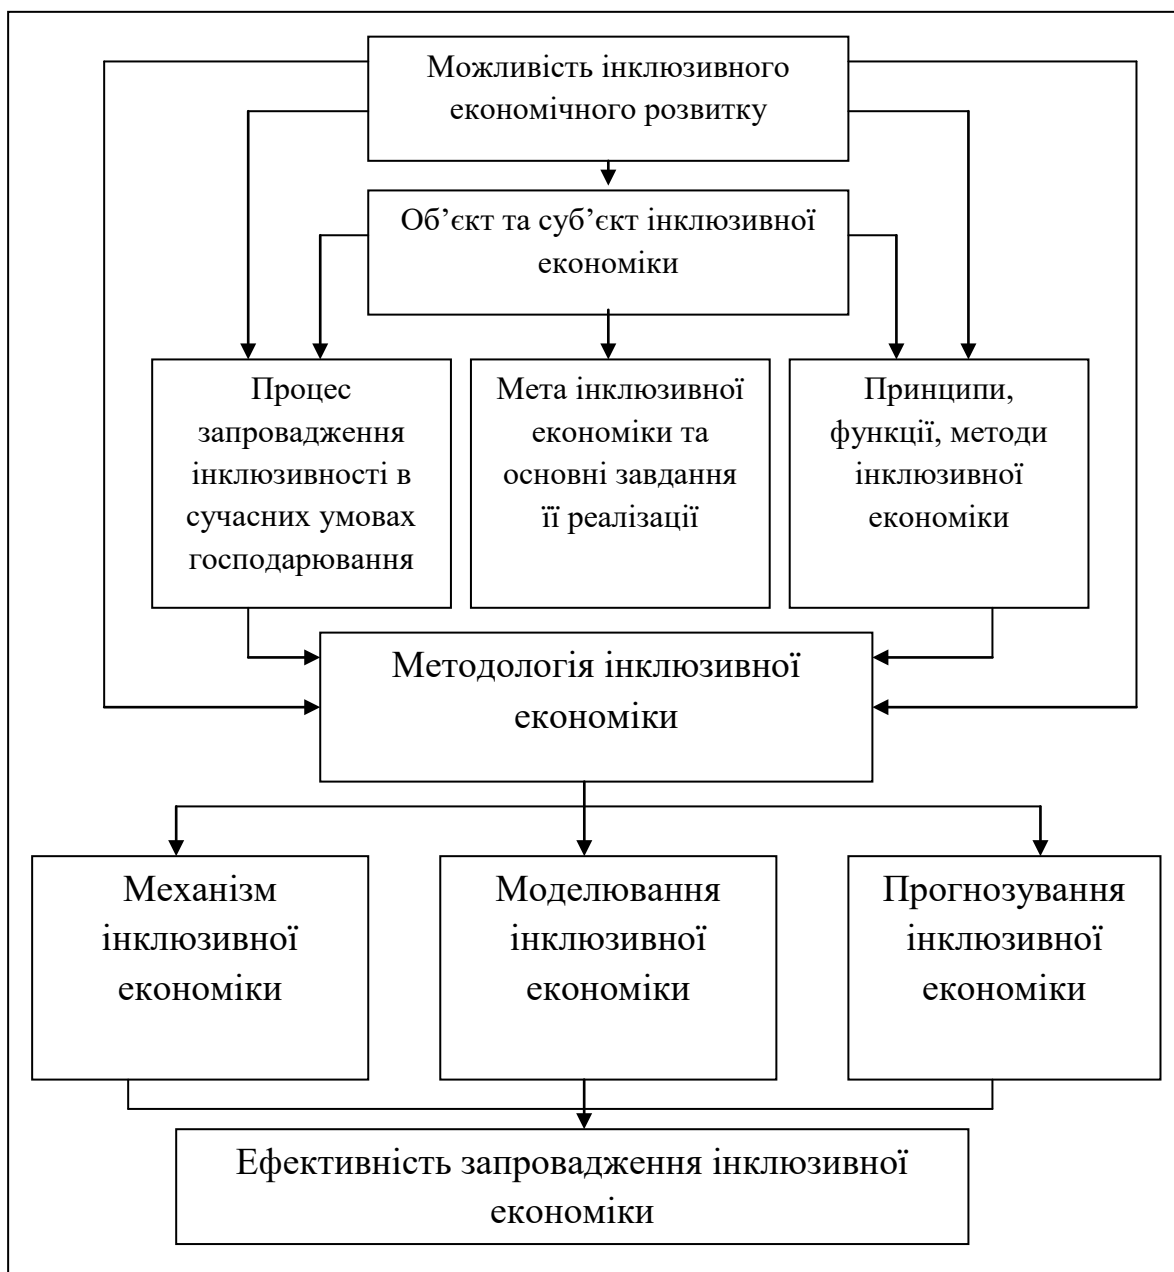 Можливість інклюзивного
економічного розвитку
Об’єкт та суб’єкт інклюзивної
економіки
Процес
запровадження
інклюзивності в
сучасних умовах
господарювання
Мета інклюзивної
економіки та
основні завдання
її реалізації
Принципи,
функції, методи
інклюзивної
економіки
Методологія інклюзивної
економіки
Механізм
інклюзивної
економіки
Моделювання
інклюзивної
економіки
Прогнозування
інклюзивної
економіки
Ефективність запровадження інклюзивної
економіки